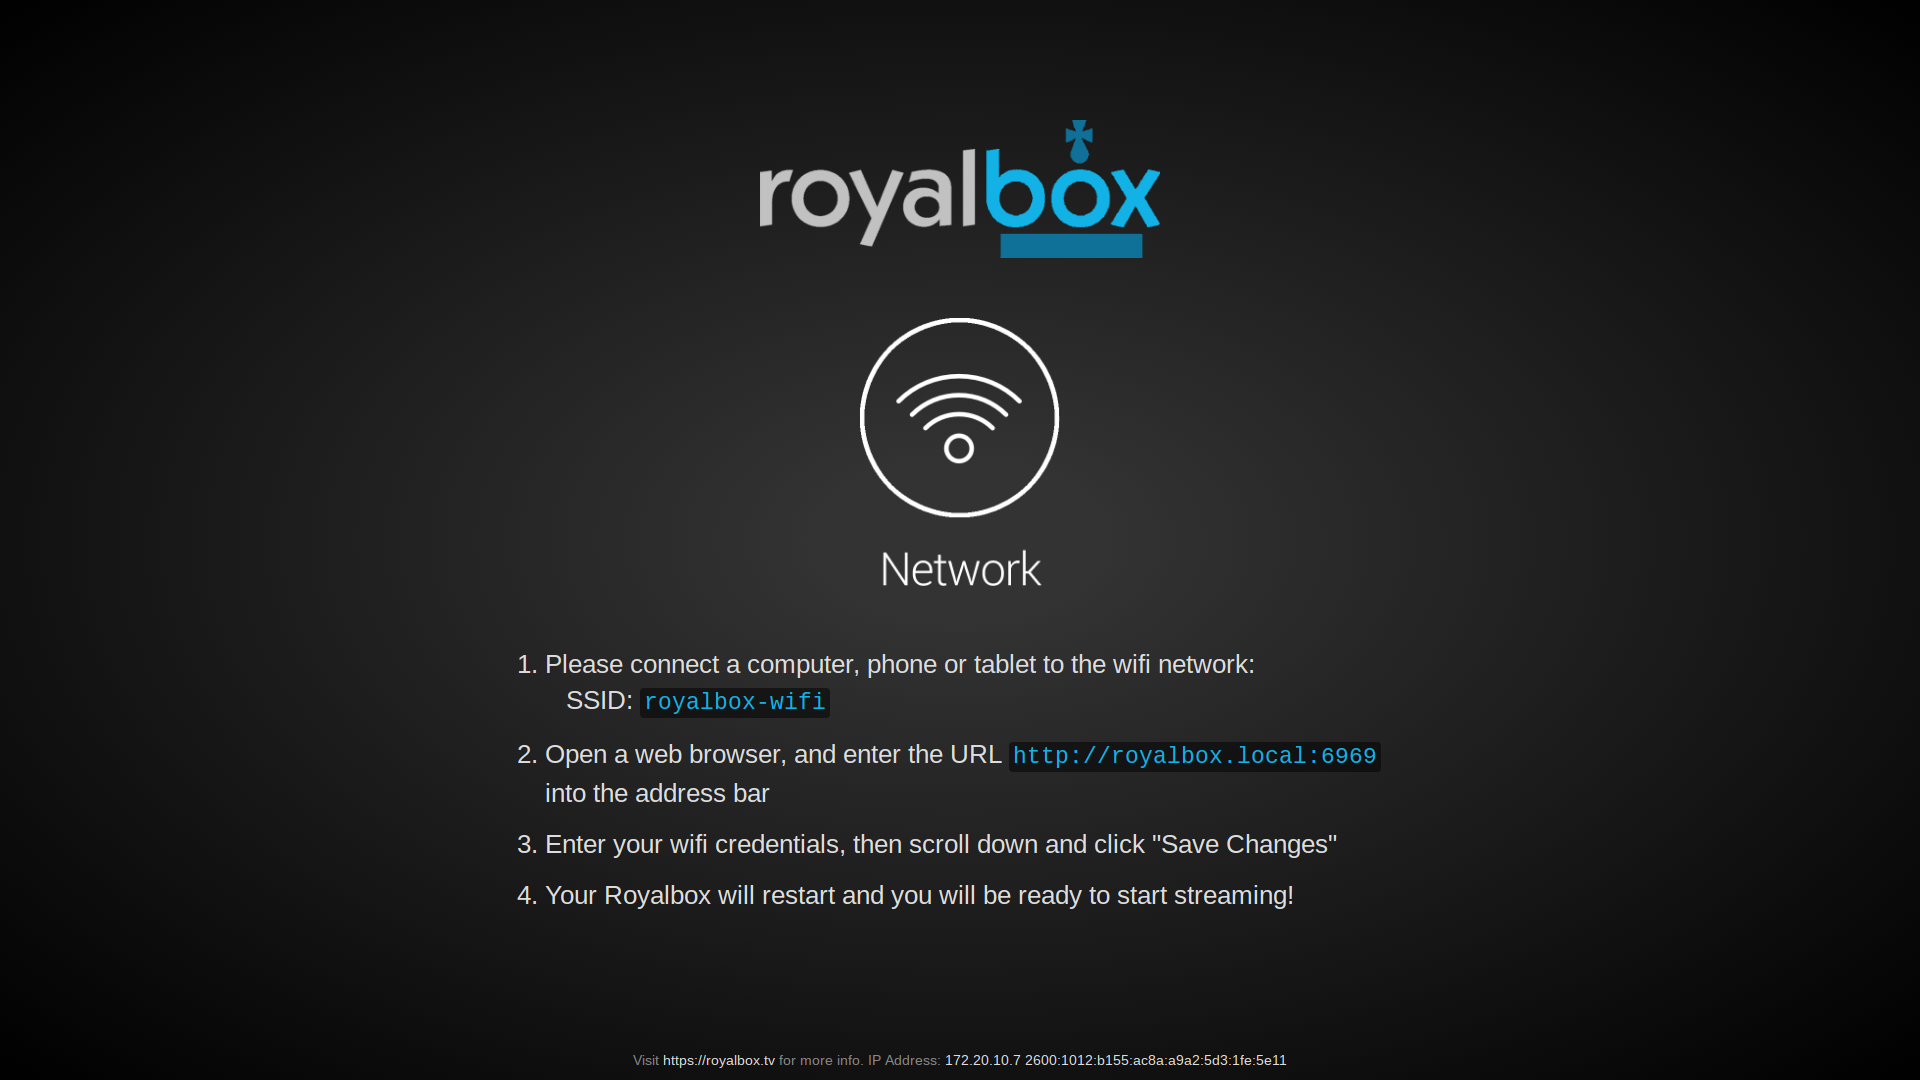 royalbox
Network
1. Please connect a computer, phone or tablet to the wifi network:
SSID: royalbox-wifi
2. Open a web browser, and enter the URL http://royalbox.local:6969
into the address bar
3. Enter your wifi credentials, then scroll down and click "Save Changes"
4. Your Royalbox will restart and you will be ready to start streaming!
Visit https://royalbox.tv for more info. IP Address: 172.20.10.7 2600:1012:b155:ac8a:a9a2:5d3:1fe:5e11